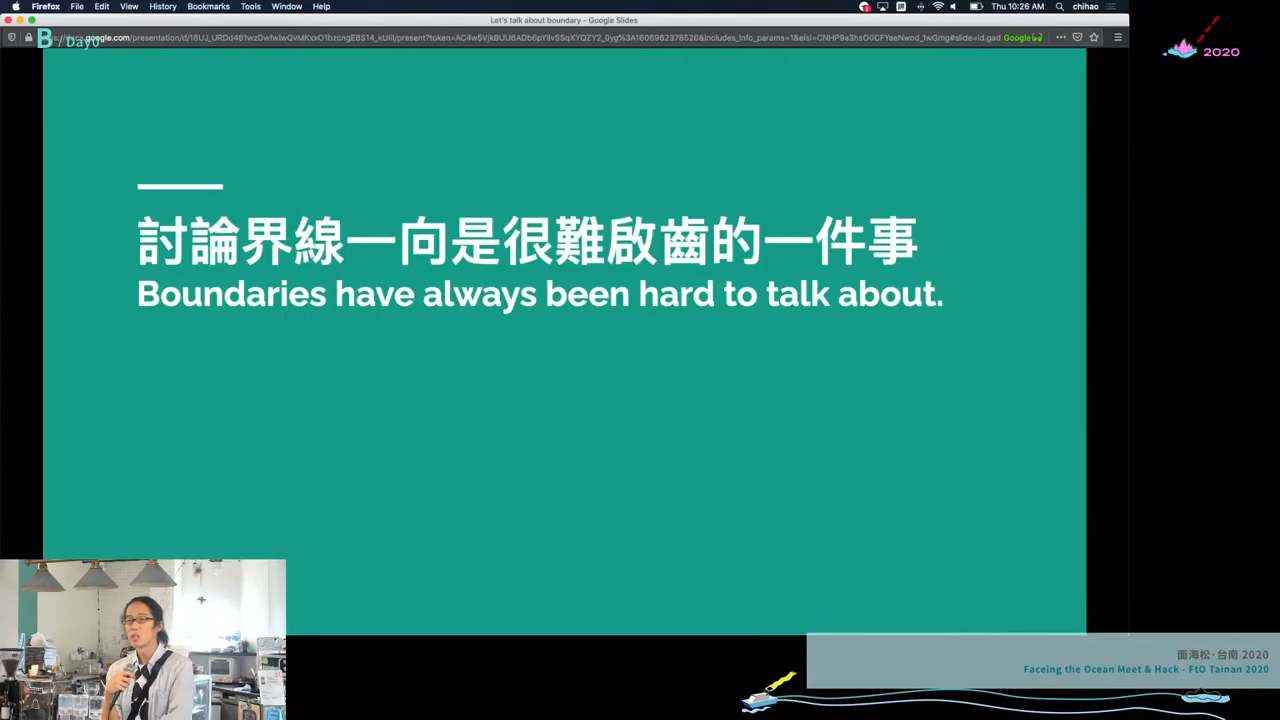 Firefox File Edit View History Bookmarks Tools Window Help
Thu 10:26 AM chihao
Let's talk about boundary - Google Slides
B / Day0
2020
討論界線一向是很難啟齒的一件事
Boundaries have always been hard to talk about.
面海松·台南 2020
Faceing the Ocean Meet & Hack - FtO Tainan 2020